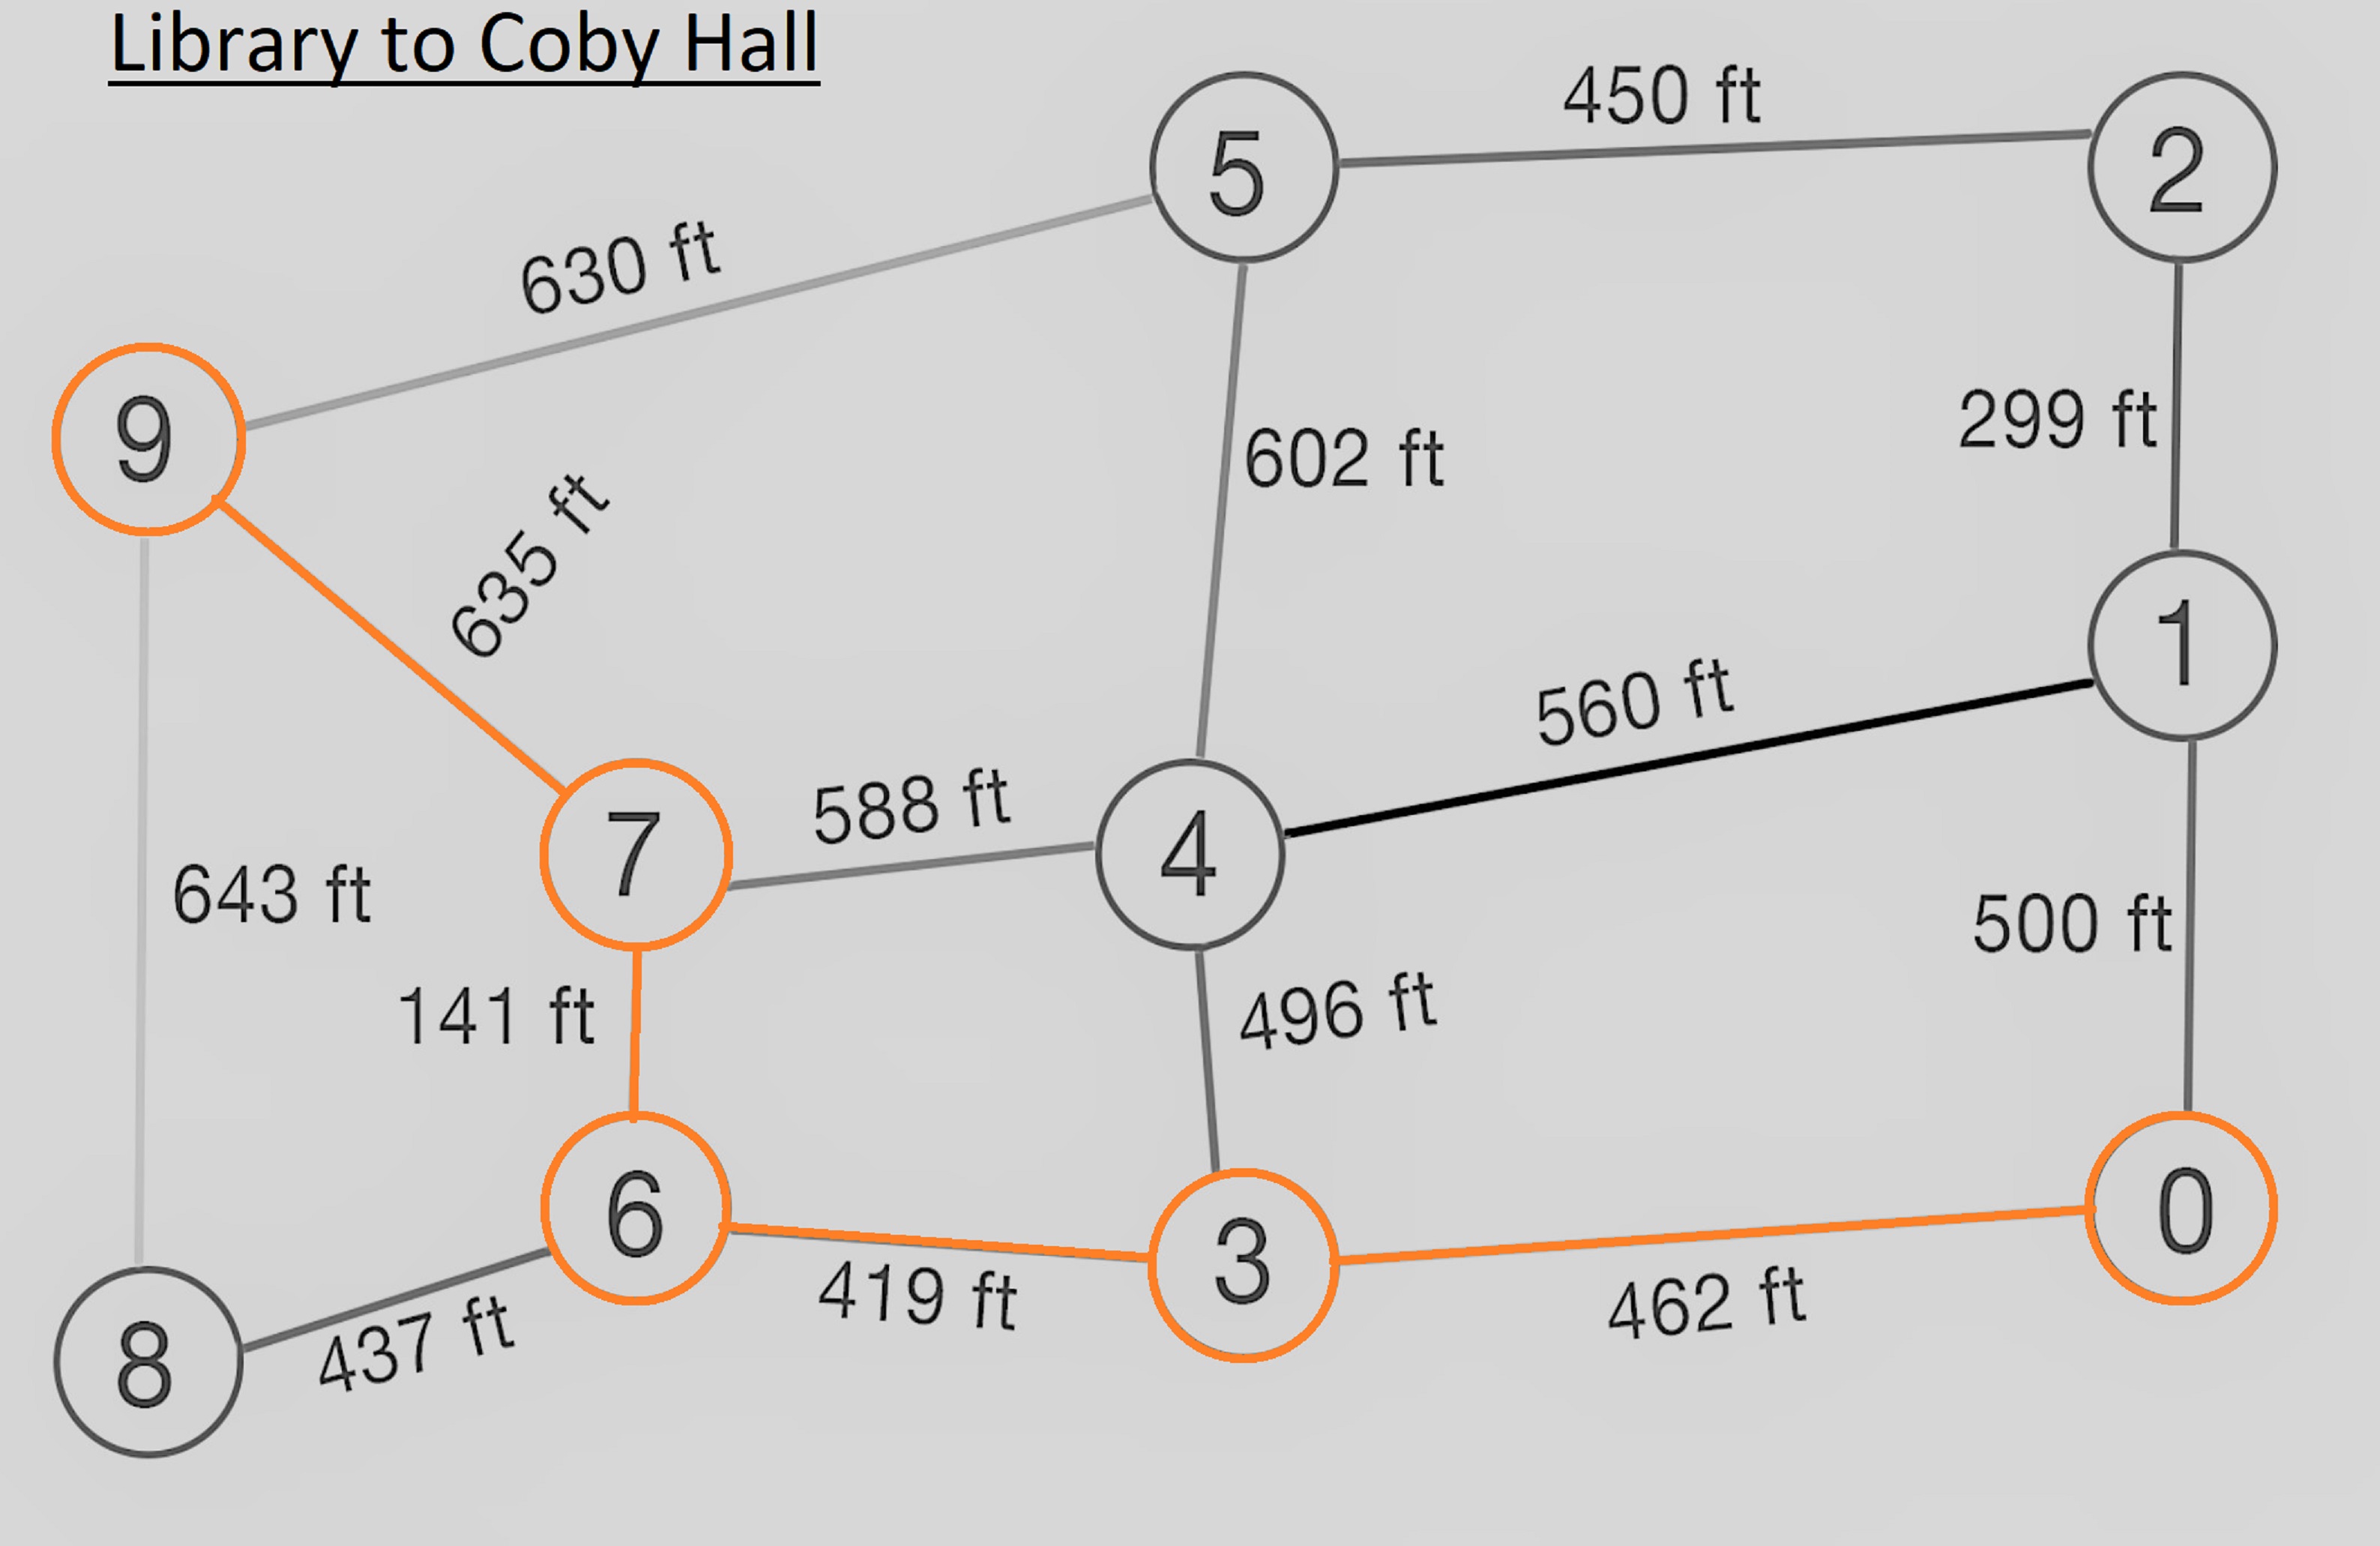 Library to Coby Hall
450 ft
5
2
630 ft
299 ft
9
602 ft
635 ft
1
560 ft
588 ft
7
4
643 ft
500 ft
141 ft
496 ft
6
3
0
419 ft
462 ft
437 ft
8